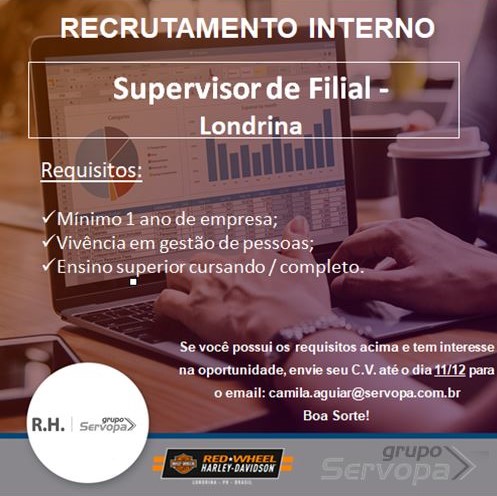 RECRUTAMENTO INTERNO
Supervisor de Filial -
Londrina
Requisitos:
✓Mínimo 1 ano de empresa;
✓Vivência em gestão de pessoas;
✓Ensino superior cursando / completo.
Se você possui os requisitos acima e tem interesse
na oportunidade, envie seu C.V. até o dia 11/12 para
o email: camila.aguiar@servopa.com.br
Boa Sorte!
R.H. grupo Servopa
RED WHEEL
HARLEY-DAVIDSON
LONDRINA - PR - BRASIL
grupo
Servopa